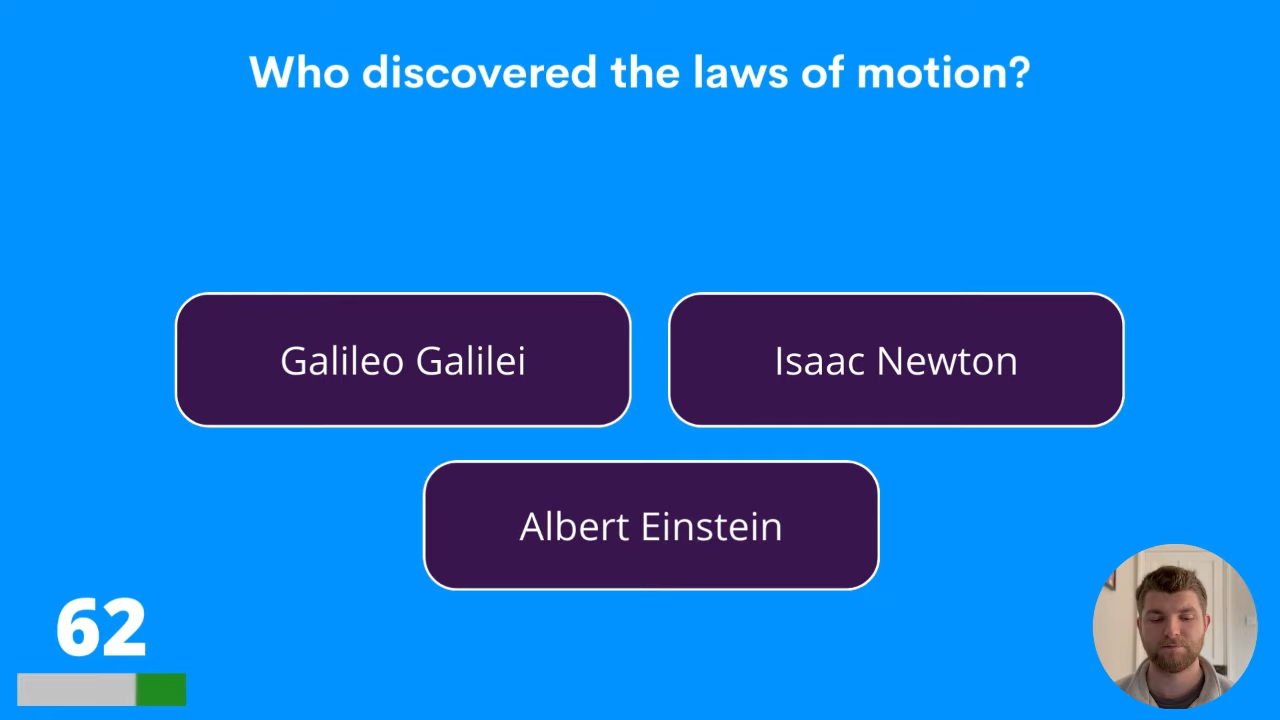 Who discovered the laws of motion?
Galileo Galilei
Isaac Newton
Albert Einstein
62